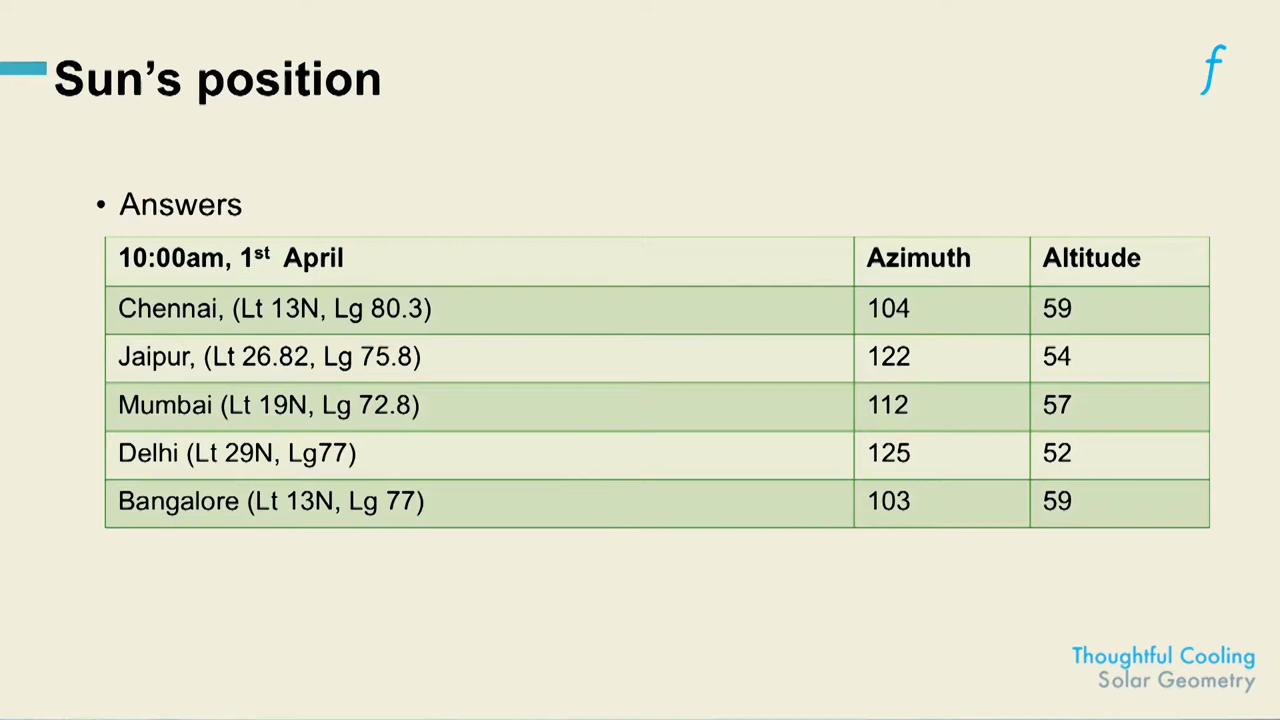 Sun's position
f
• Answers
10:00am, 1st April Azimuth Altitude
Chennai, (Lt 13N, Lg 80.3) 104 59
Jaipur, (Lt 26.82, Lg 75.8) 122 54
Mumbai (Lt 19N, Lg 72.8) 112 57
Delhi (Lt 29N, Lg77) 125 52
Bangalore (Lt 13N, Lg 77) 103 59
Thoughtful Cooling
Solar Geometry